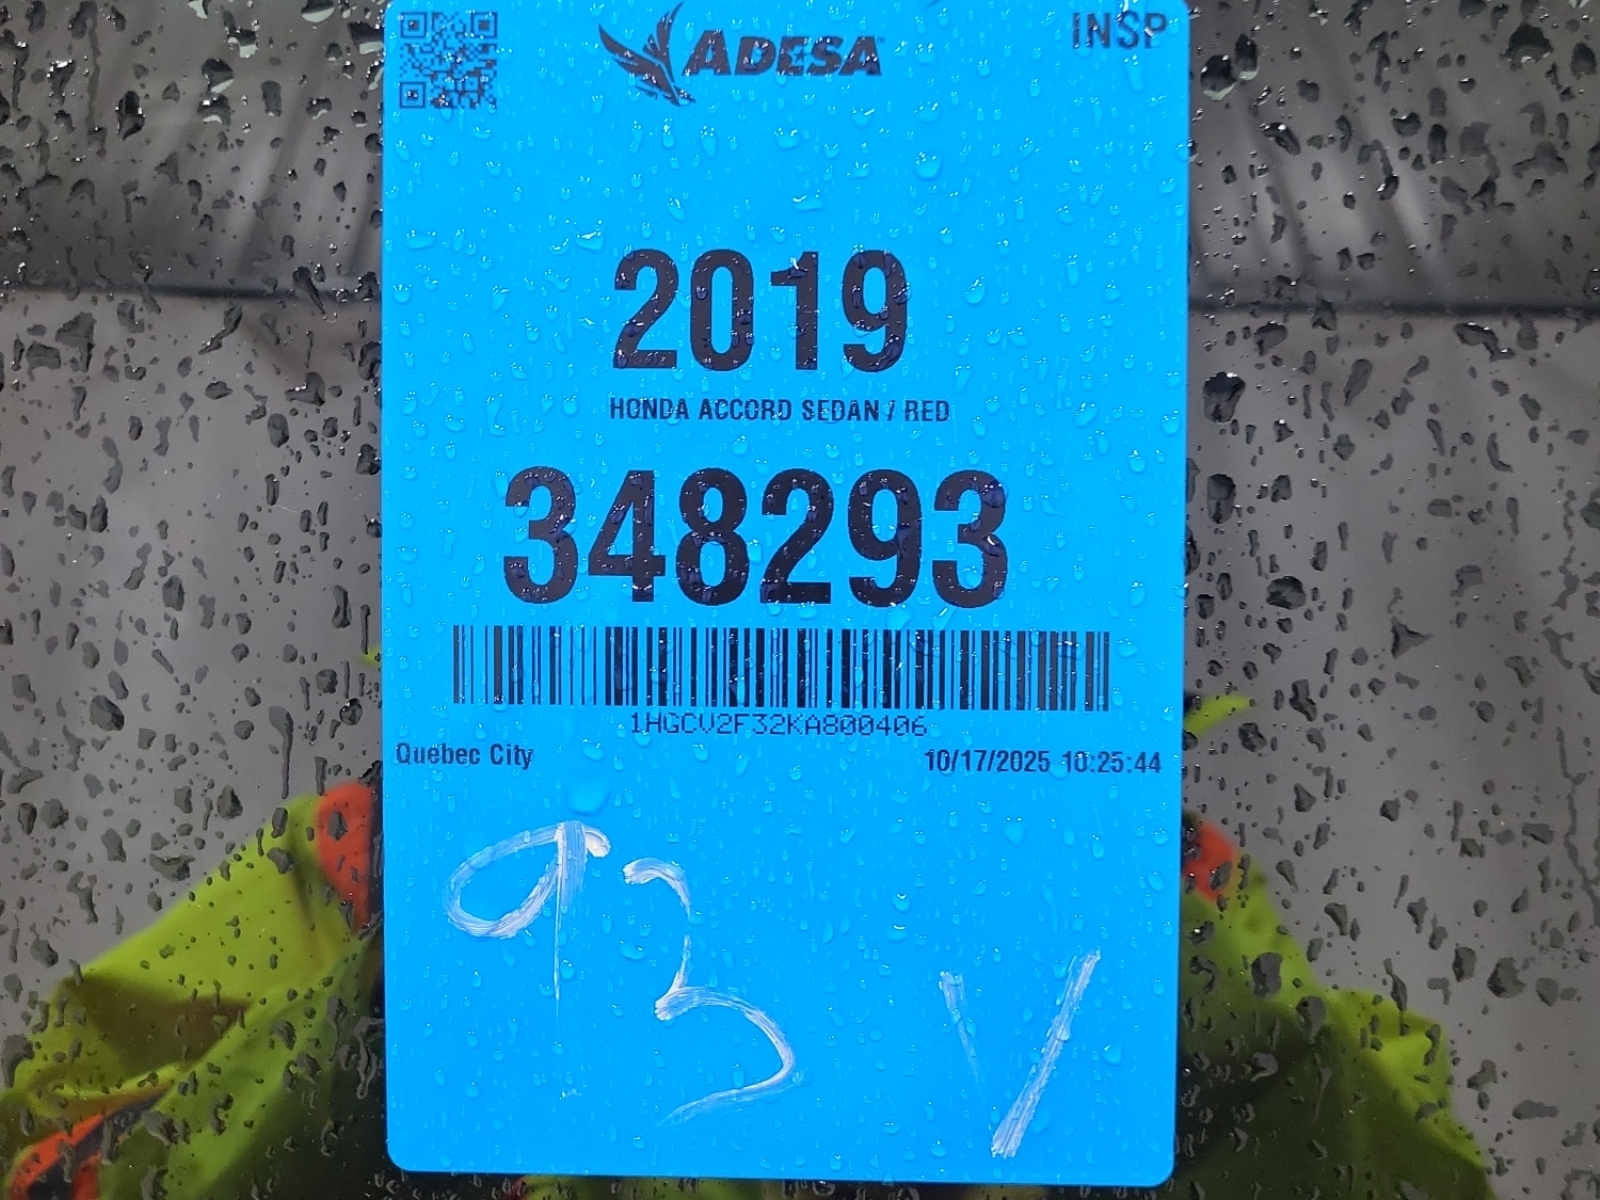 ADESA
INSP
2019
HONDA ACCORD SEDAN / RED
348293
1HGCV2F32KA800406
Quebec City
10/17/2025 10:25:44
93 V